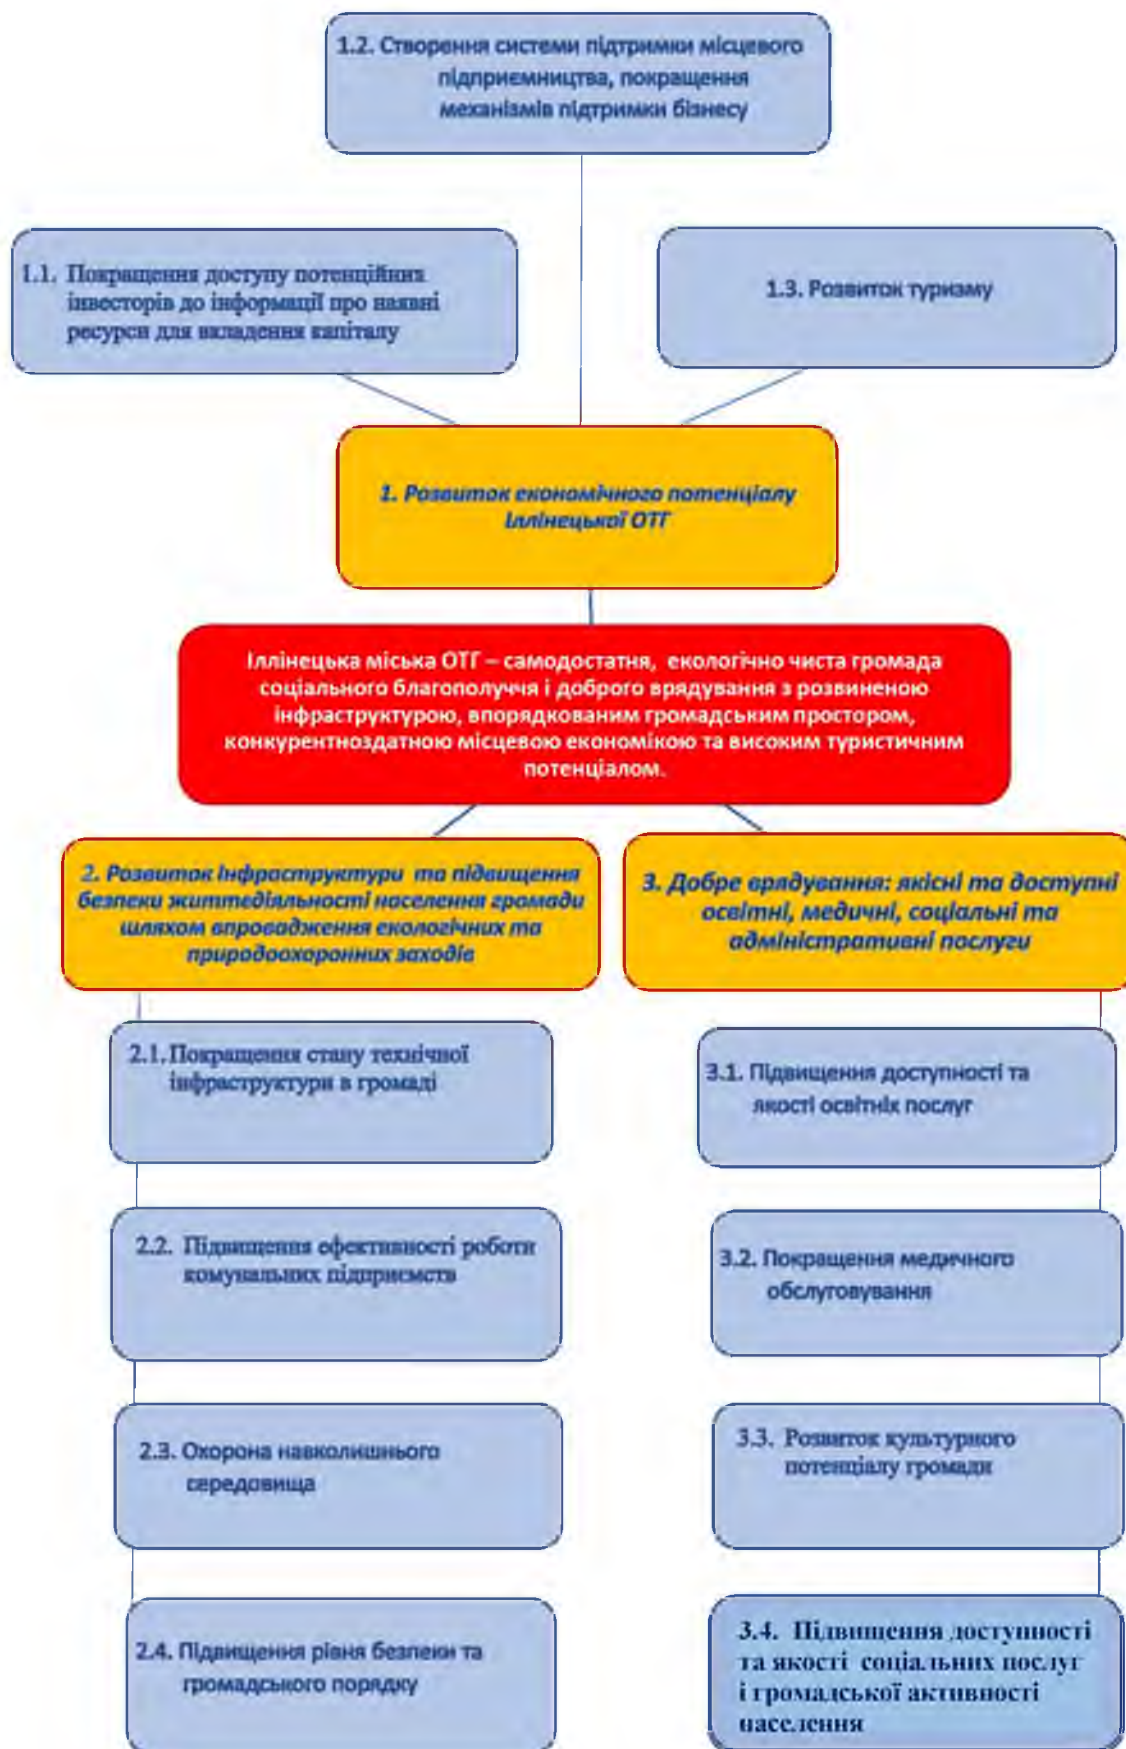 1.2. Створення системи підтримки місцевого
підприємництва, покращення
механізмів підтримки бізнесу
1.1. Покращення доступу потенційних
інвесторів до інформації про наявні
ресурси для вкладення капіталу
1.3. Розвиток туризму
1. Розвиток економічного потенціалу
Іллінецької ОТГ
Іллінецька міська ОТГ – самодостатня, екологічно чиста громада
соціального благополуччя і доброго врядування з розвиненою
інфраструктурою, впорядкованим громадським простором,
конкурентноздатною місцевою економікою та високим туристичним
потенціалом.
2. Розвиток інфраструктури та підвищення
безпеки життєдіяльності населення громади
шляхом впровадження екологічних та
природоохоронних заходів
3. Добре врядування: якісні та доступні
освітні, медичні, соціальні та
адміністративні послуги
2.1. Покращення стану технічної
інфраструктури в громаді
2.2. Підвищення ефективності роботи
комунальних підприємств
2.3. Охорона навколишнього
середовища
2.4. Підвищення рівня безпеки та
громадського порядку
3.1. Підвищення доступності та
якості освітніх послуг
3.2. Покращення медичного
обслуговування
3.3. Розвиток культурного
потенціалу громади
3.4. Підвищення доступності
та якості соціальних послуг
і громадської активності
населення